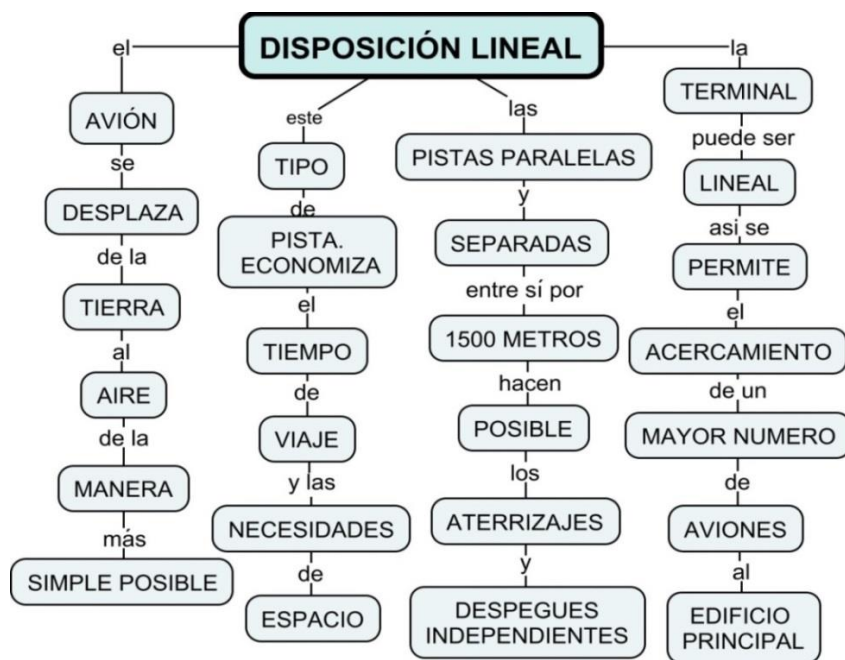 DISPOSICIÓN LINEAL
el
AVIÓN
se
DESPLAZA
de la
TIERRA
al
AIRE
de la
MANERA
más
SIMPLE POSIBLE
este
TIPO
de
PISTA.
ECONOMIZA
el
TIEMPO
de
VIAJE
y las
NECESIDADES
de
ESPACIO
las
PISTAS PARALELAS
y
SEPARADAS
entre sí por
1500 METROS
hacen
POSIBLE
los
ATERRIZAJES
y
DESPEGUES
INDEPENDIENTES
la
TERMINAL
puede ser
LINEAL
asi se
PERMITE
el
ACERCAMIENTO
de un
MAYOR NUMERO
de
AVIONES
al
EDIFICIO
PRINCIPAL